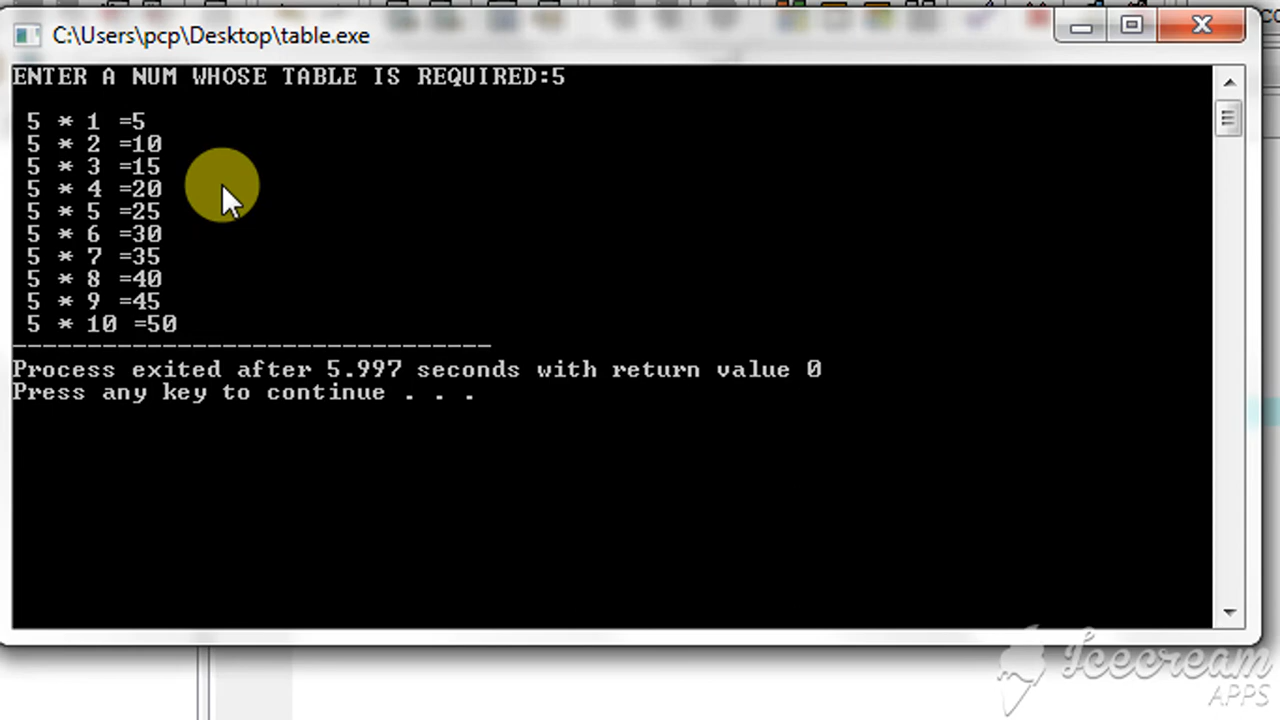 C:\Users\pcp\Desktop\table.exe
ENTER A NUM WHOSE TABLE IS REQUIRED:5
5 * 1 =5
5 * 2 =10
5 * 3 =15
5 * 4 =20
5 * 5 =25
5 * 6 =30
5 * 7 =35
5 * 8 =40
5 * 9 =45
5 * 10 =50
--------------------------------
Process exited after 5.997 seconds with return value 0
Press any key to continue . . .
Icecream
APPS